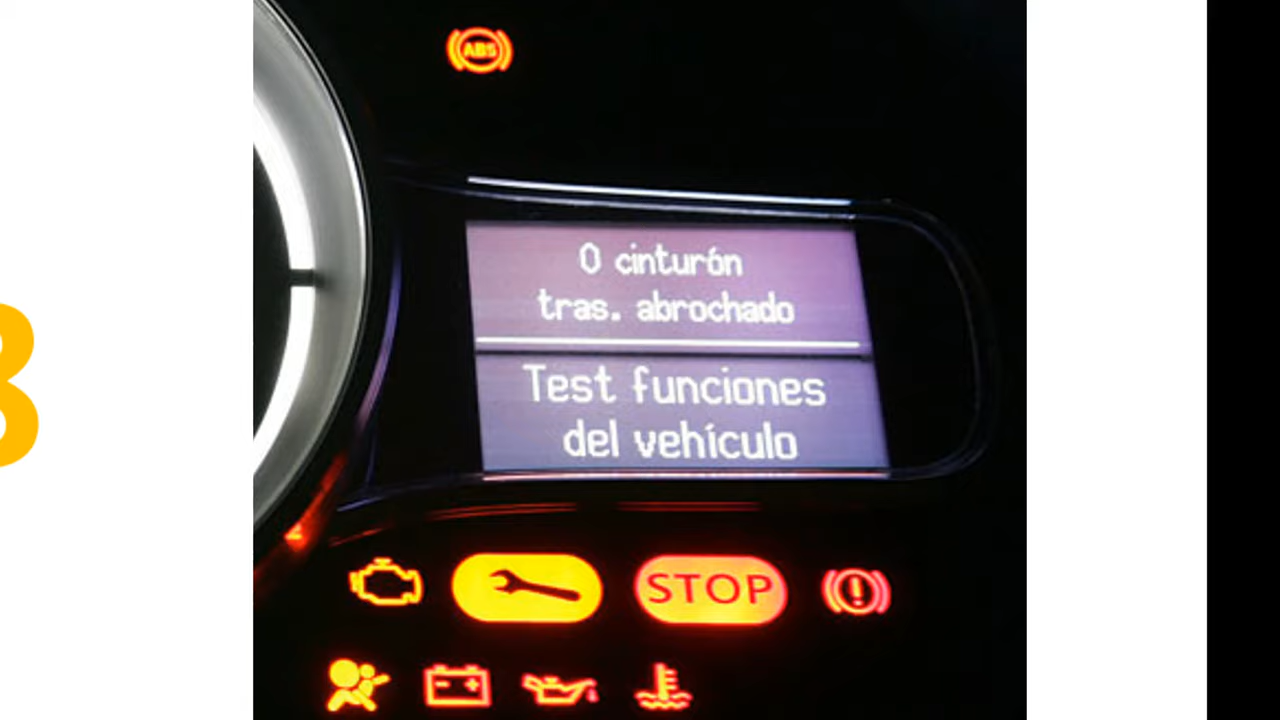 ABS
0 cinturón
tras. abrochado
Test funciones
del vehículo
STOP